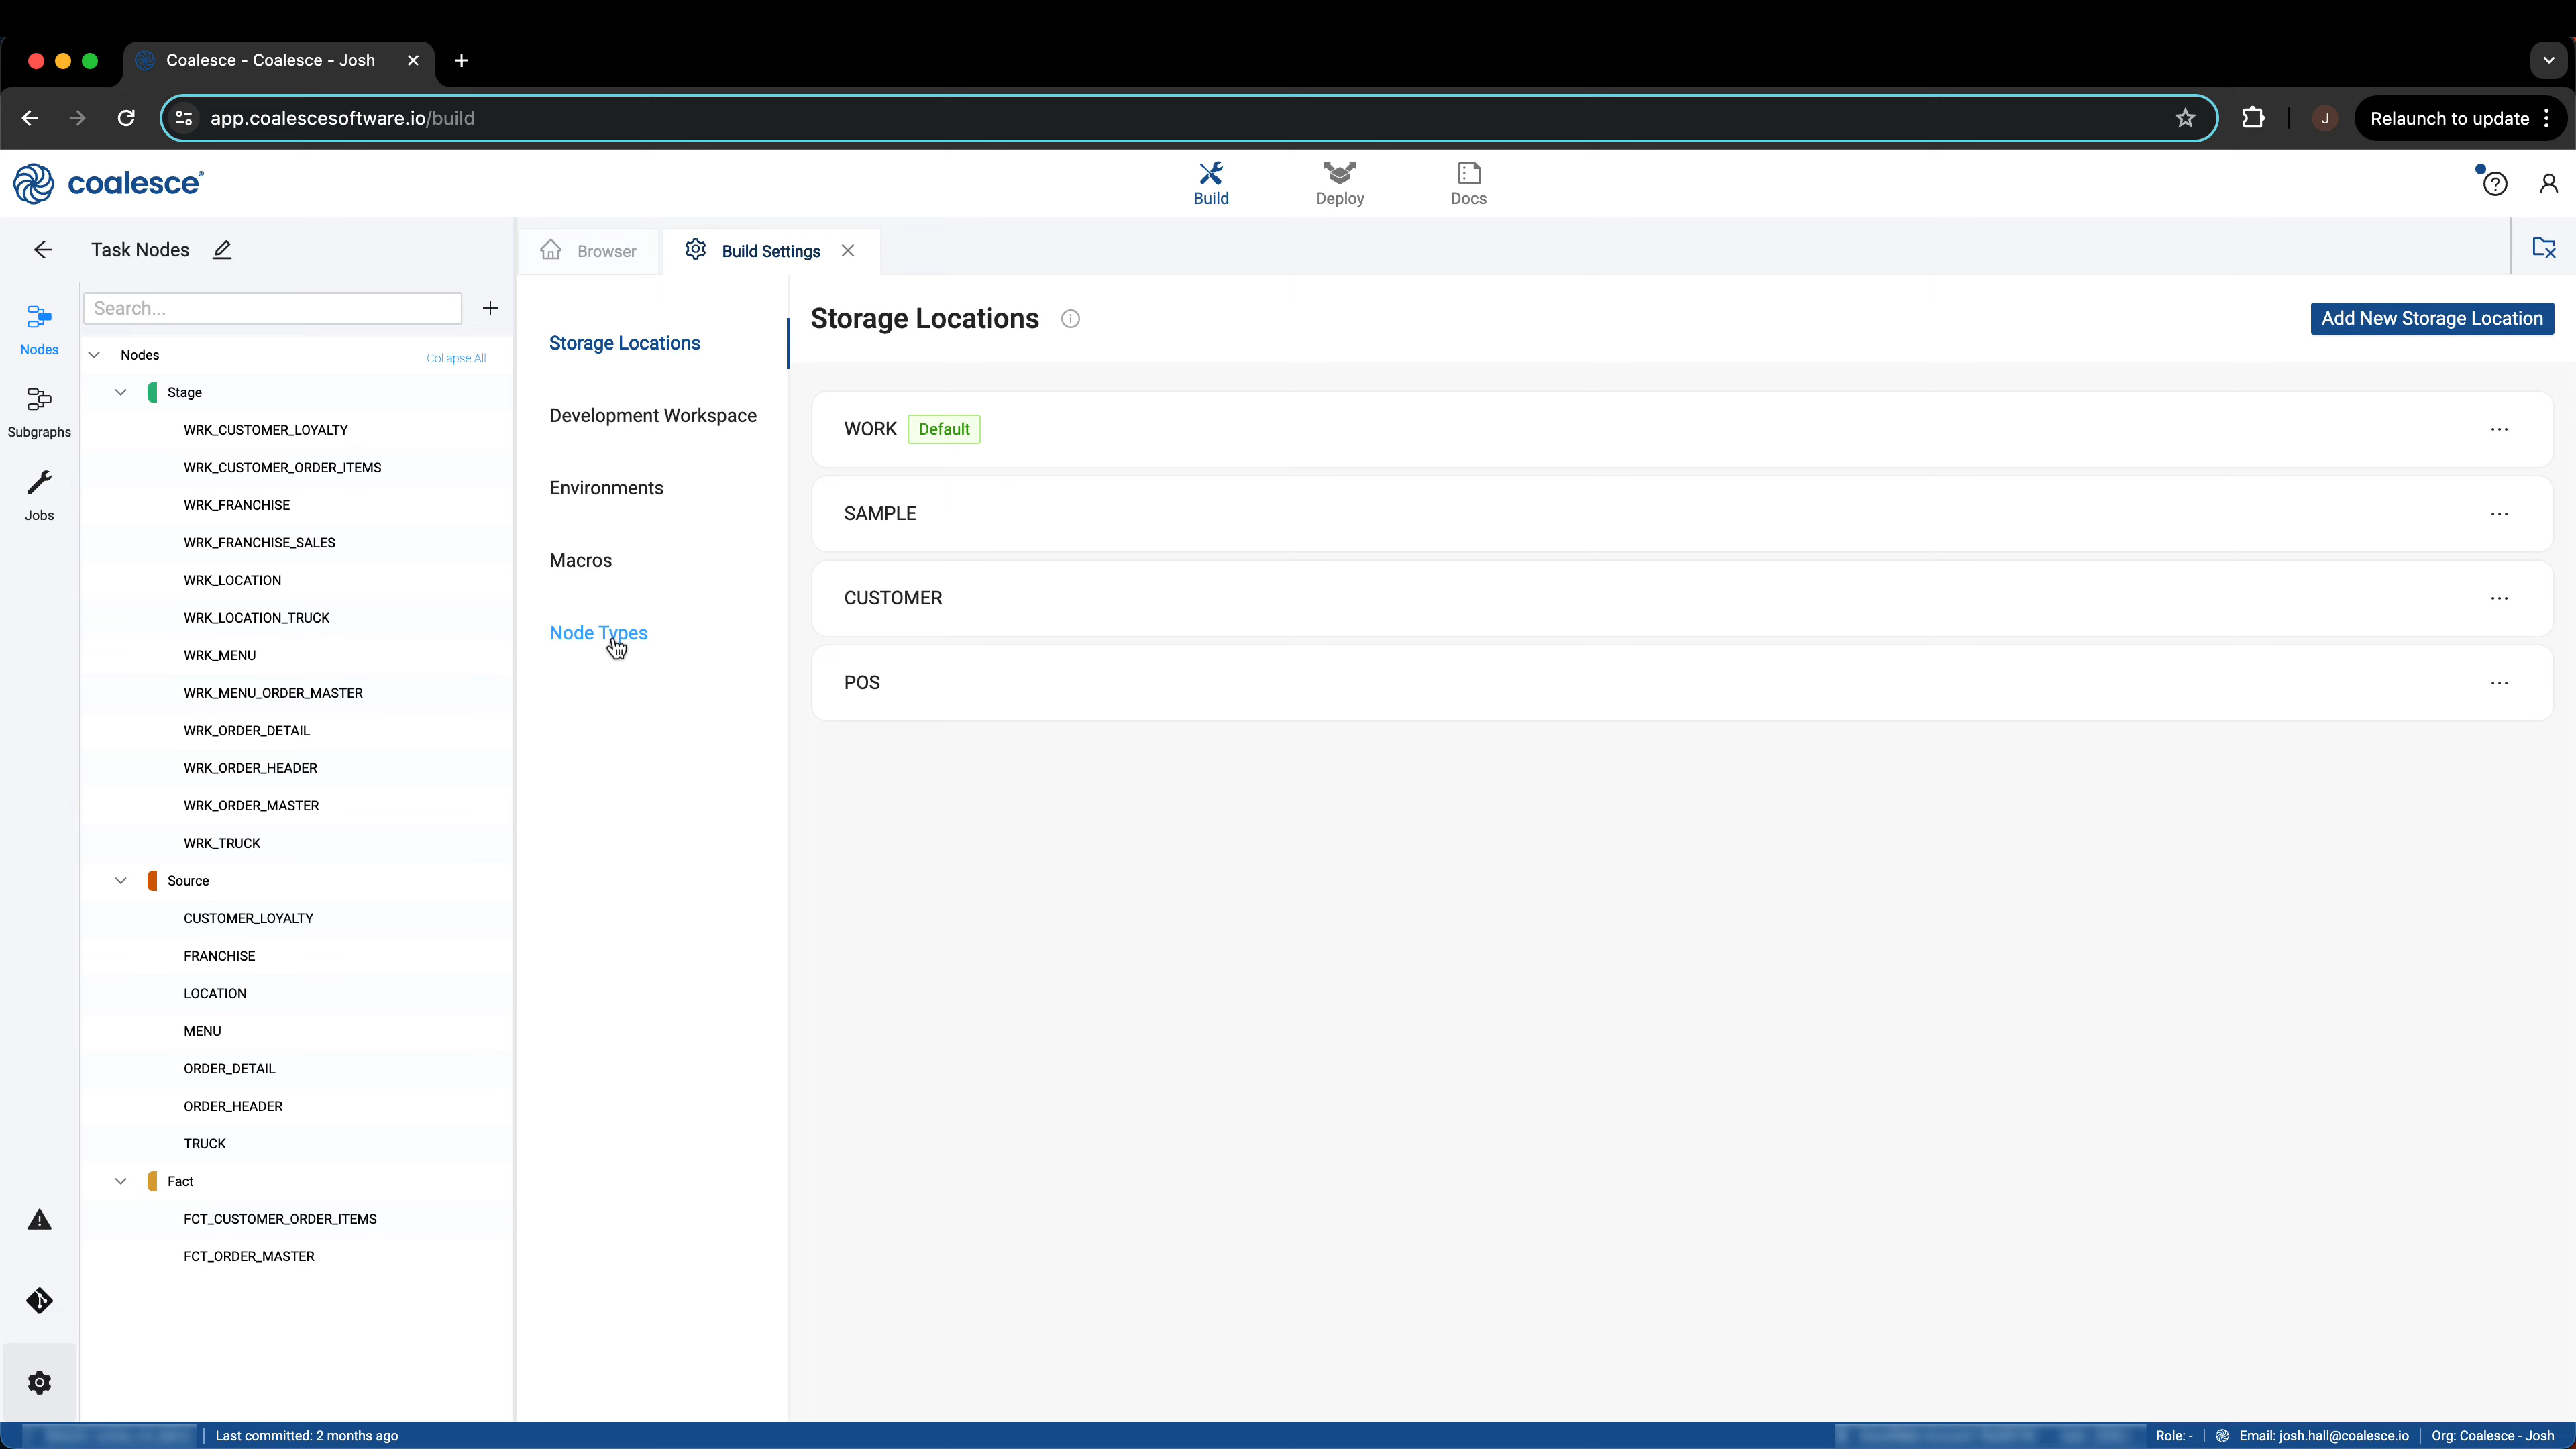 Coalesce - Coalesce - Josh
app.coalescesoftware.io/build
J
Relaunch to update
coalesce
Build
Deploy
Docs
Task Nodes
Browser
Build Settings
Search...
Nodes
Subgraphs
Jobs
Nodes
Collapse All
Stage
WRK_CUSTOMER_LOYALTY
WRK_CUSTOMER_ORDER_ITEMS
WRK_FRANCHISE
WRK_FRANCHISE_SALES
WRK_LOCATION
WRK_LOCATION_TRUCK
WRK_MENU
WRK_MENU_ORDER_MASTER
WRK_ORDER_DETAIL
WRK_ORDER_HEADER
WRK_ORDER_MASTER
WRK_TRUCK
Source
CUSTOMER_LOYALTY
FRANCHISE
LOCATION
MENU
ORDER_DETAIL
ORDER_HEADER
TRUCK
Fact
FCT_CUSTOMER_ORDER_ITEMS
FCT_ORDER_MASTER
Storage Locations
Development Workspace
Environments
Macros
Node Types
Storage Locations
Add New Storage Location
WORK Default
SAMPLE
CUSTOMER
POS
Last committed: 2 months ago
Role: -
Email: josh.hall@coalesce.io
Org: Coalesce - Josh